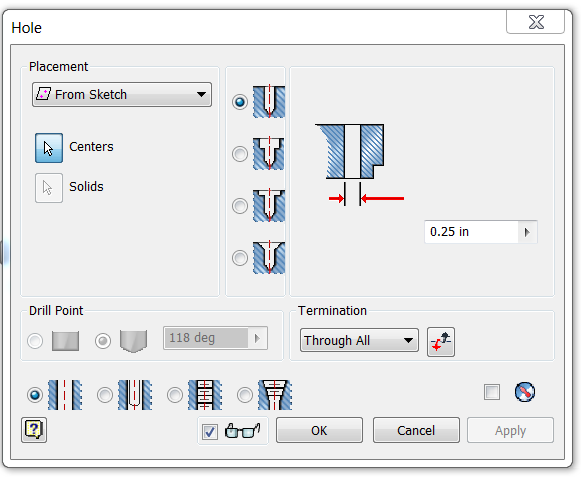 Hole
Placement
From Sketch
Centers
Solids
0.25 in
Drill Point
118 deg
Termination
Through All
?
OK
Cancel
Apply